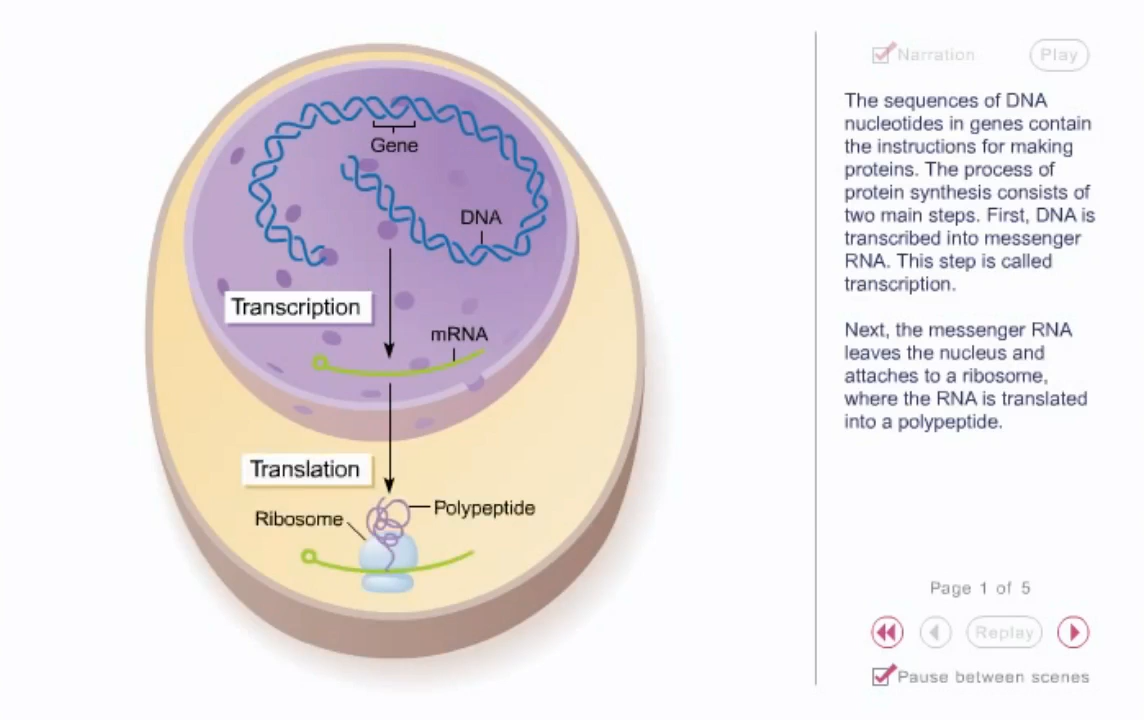 Gene
DNA
Transcription
mRNA
Translation
Polypeptide
Ribosome
Narration
Play
The sequences of DNA
nucleotides in genes contain
the instructions for making
proteins. The process of
protein synthesis consists of
two main steps. First, DNA is
transcribed into messenger
RNA. This step is called
transcription.
Next, the messenger RNA
leaves the nucleus and
attaches to a ribosome,
where the RNA is translated
into a polypeptide.
Page 1 of 5
Replay
Pause between scenes